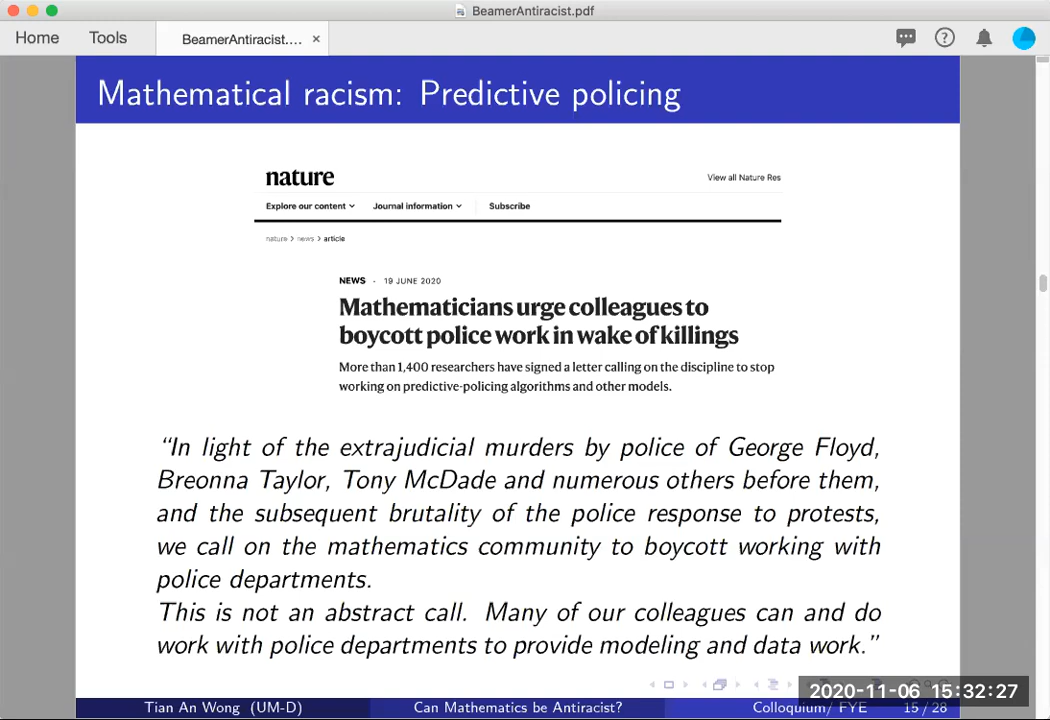 BeamerAntiracist.pdf
Home
Tools
BeamerAntiracist....
Mathematical racism: Predictive policing
nature
View all Nature Res
Explore our content
Journal information
Subscribe
nature > news > article
NEWS · 19 JUNE 2020
Mathematicians urge colleagues to
boycott police work in wake of killings
More than 1,400 researchers have signed a letter calling on the discipline to stop
working on predictive-policing algorithms and other models.
“In light of the extrajudicial murders by police of George Floyd,
Breonna Taylor, Tony McDade and numerous others before them,
and the subsequent brutality of the police response to protests,
we call on the mathematics community to boycott working with
police departments.
This is not an abstract call. Many of our colleagues can and do
work with police departments to provide modeling and data work.”
2020-11-06 15:32:27
Tian An Wong (UM-D)
Can Mathematics be Antiracist?
Colloquium/ FYE
15 / 28